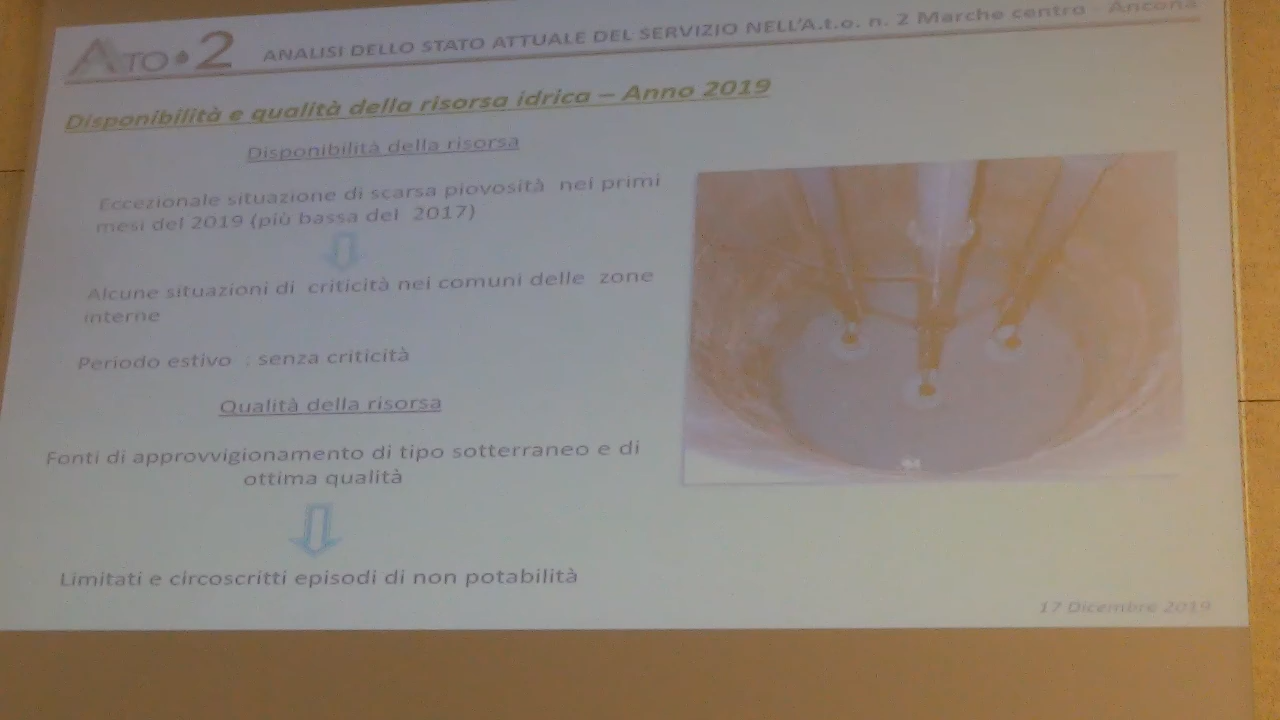 ATO•2 ANALISI DELLO STATO ATTUALE DEL SERVIZIO NELL'A.t.o. n. 2 Marche centro - Ancona
Disponibilità e qualità della risorsa idrica – Anno 2019
Disponibilità della risorsa
Eccezionale situazione di scarsa piovosità nei primi
mesi del 2019 (più bassa del 2017)
Alcune situazioni di criticità nei comuni delle zone
interne
Periodo estivo : senza criticità
Qualità della risorsa
Fonti di approvvigionamento di tipo sotterraneo e di
ottima qualità
Limitati e circoscritti episodi di non potabilità
17 Dicembre 2019